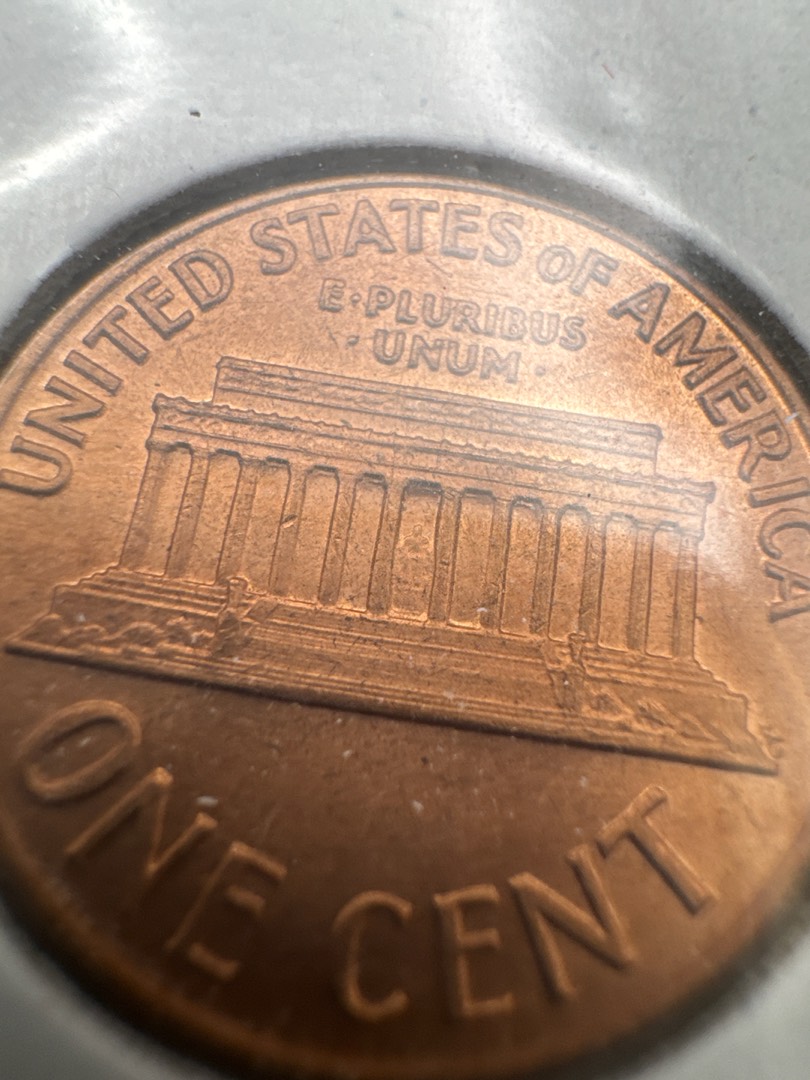 UNITED STATES OF AMERICA
E·PLURIBUS
·UNUM·
ONE CENT